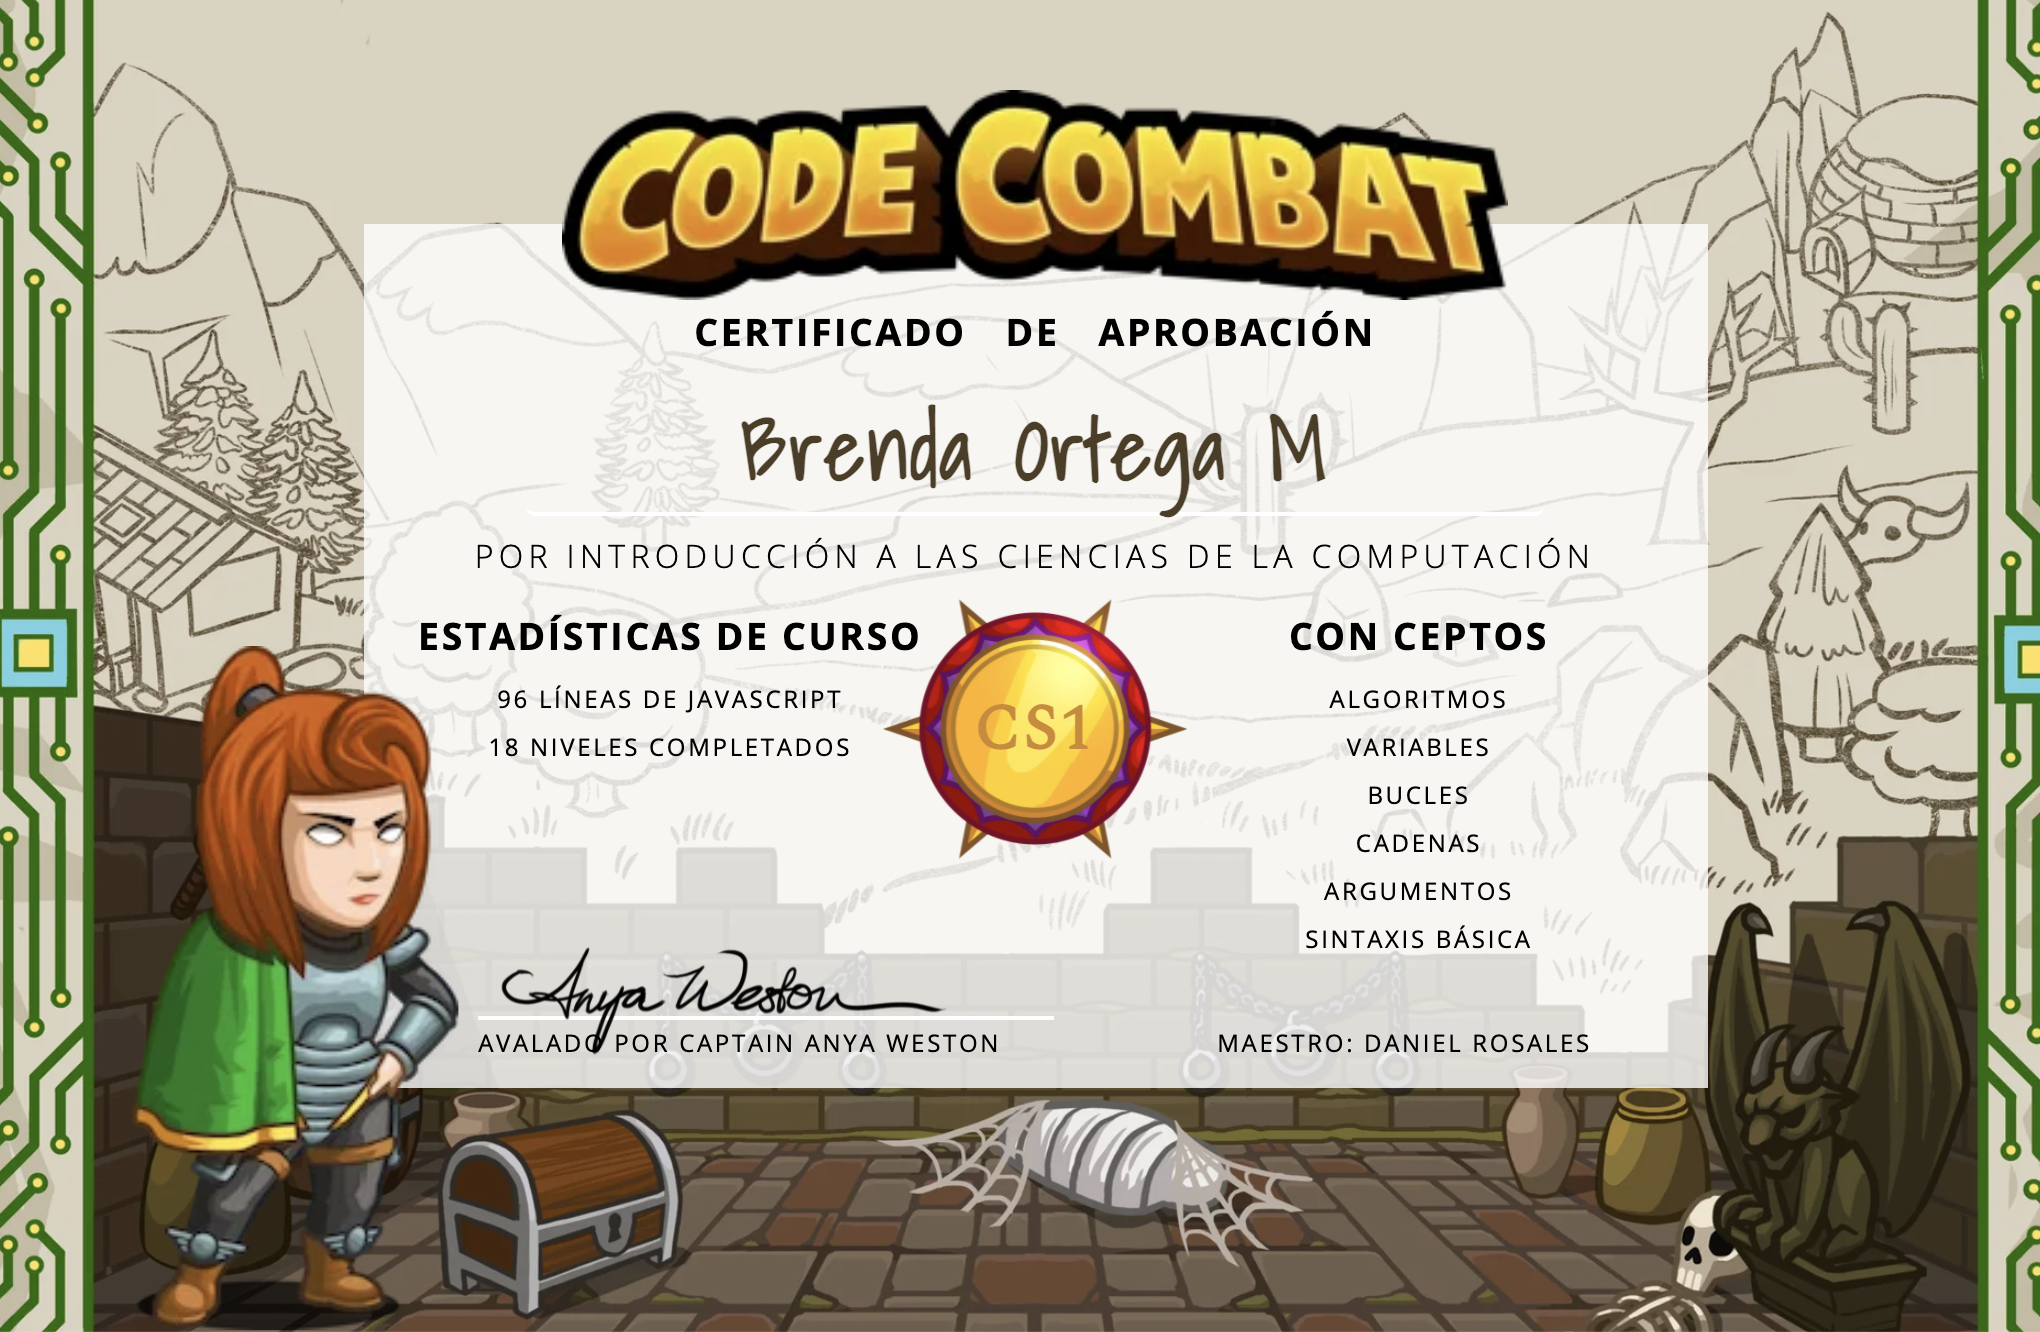 CODE COMBAT
CERTIFICADO DE APROBACIÓN
Brenda Ortega M
POR INTRODUCCIÓN A LAS CIENCIAS DE LA COMPUTACIÓN
ESTADÍSTICAS DE CURSO
96 LÍNEAS DE JAVASCRIPT
18 NIVELES COMPLETADOS
CS1
CON CEPTOS
ALGORITMOS
VARIABLES
BUCLES
CADENAS
ARGUMENTOS
SINTAXIS BÁSICA
Anya Weston
AVALADO POR CAPTAIN ANYA WESTON
MAESTRO: DANIEL ROSALES